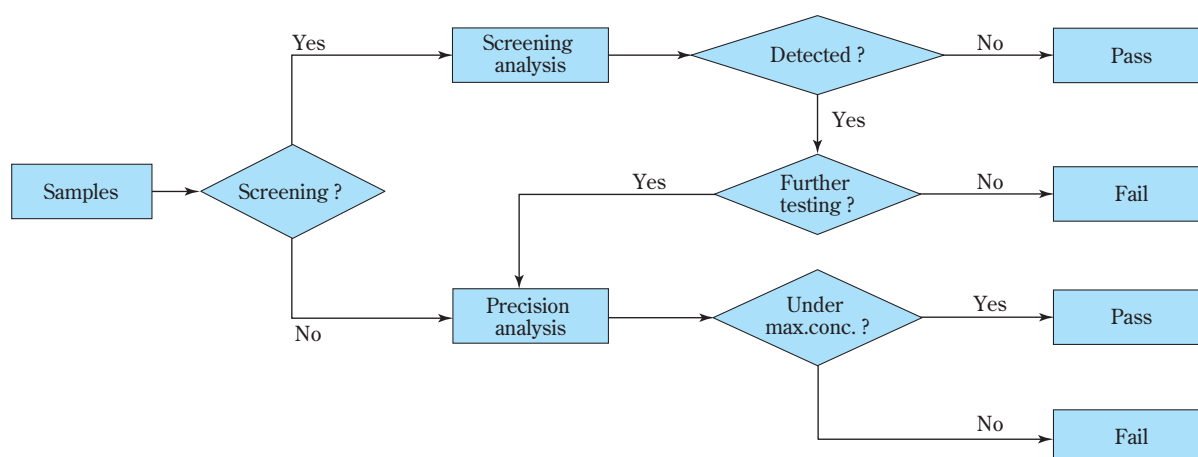 Yes
Screening
analysis
Detected ?
No
Pass
Yes
Samples
Screening ?
Yes
Further
testing ?
No
Fail
No
Precision
analysis
Under
max.conc. ?
Yes
Pass
No
Fail